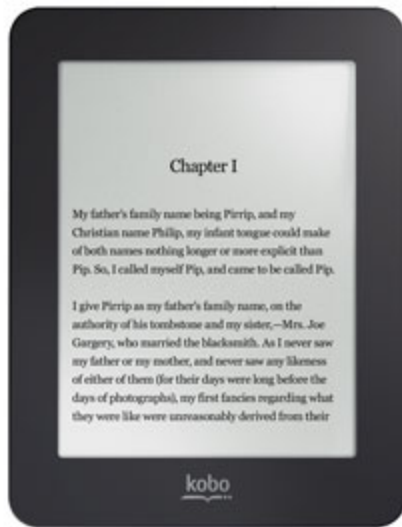 Chapter I
My father's family name being Pirrip, and my
Christian name Philip, my infant tongue could make
of both names nothing longer or more explicit than
Pip. So, I called myself Pip, and came to be called Pip.
I give Pirrip as my father's family name, on the
authority of his tombstone and my sister,—Mrs. Joe
Gargery, who married the blacksmith. As I never saw
my father or my mother, and never saw any likeness
of either of them (for their days were long before the
days of photographs), my first fancies regarding what
they were like were unreasonably derived from their
kobo